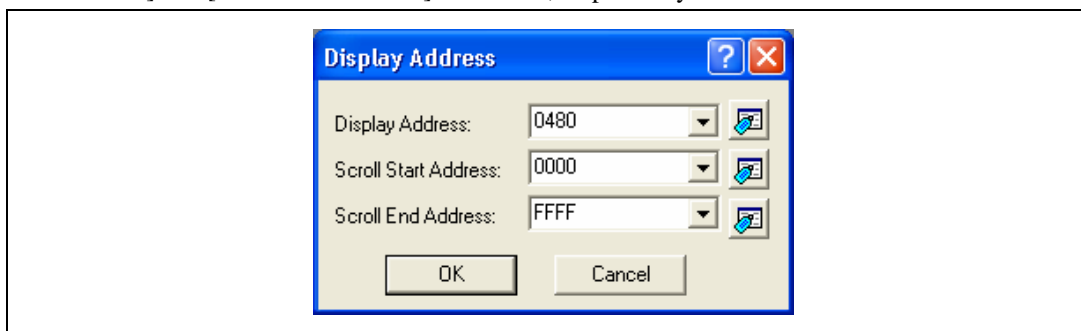 Display Address
Display Address: 0480
Scroll Start Address: 0000
Scroll End Address: FFFF
OK Cancel